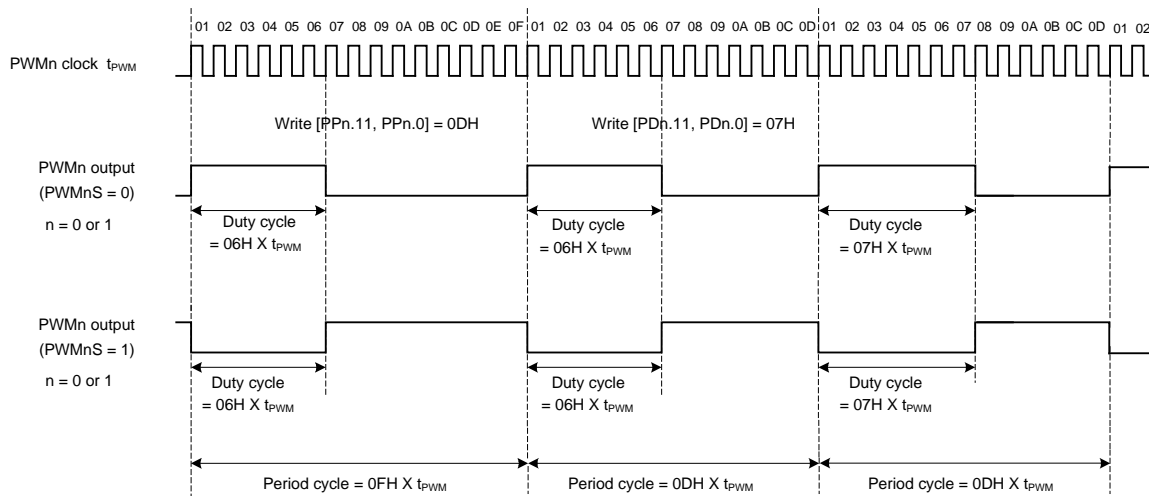 01 02 03 04 05 06 07 08 09 0A 0B 0C 0D 0E 0F 01 02 03 04 05 06 07 08 09 0A 0B 0C 0D 01 02 03 04 05 06 07 08 09 0A 0B 0C 0D 01 02
PWMn clock tPWM
Write [PPn.11, PPn.0] = 0DH Write [PDn.11, PDn.0] = 07H
PWMn output
(PWMnS = 0)
n = 0 or 1
Duty cycle
= 06H X tPWM
Duty cycle
= 06H X tPWM
Duty cycle
= 07H X tPWM
PWMn output
(PWMnS = 1)
n = 0 or 1
Duty cycle
= 06H X tPWM
Duty cycle
= 06H X tPWM
Duty cycle
= 07H X tPWM
Period cycle = 0FH X tPWM Period cycle = 0DH X tPWM Period cycle = 0DH X tPWM